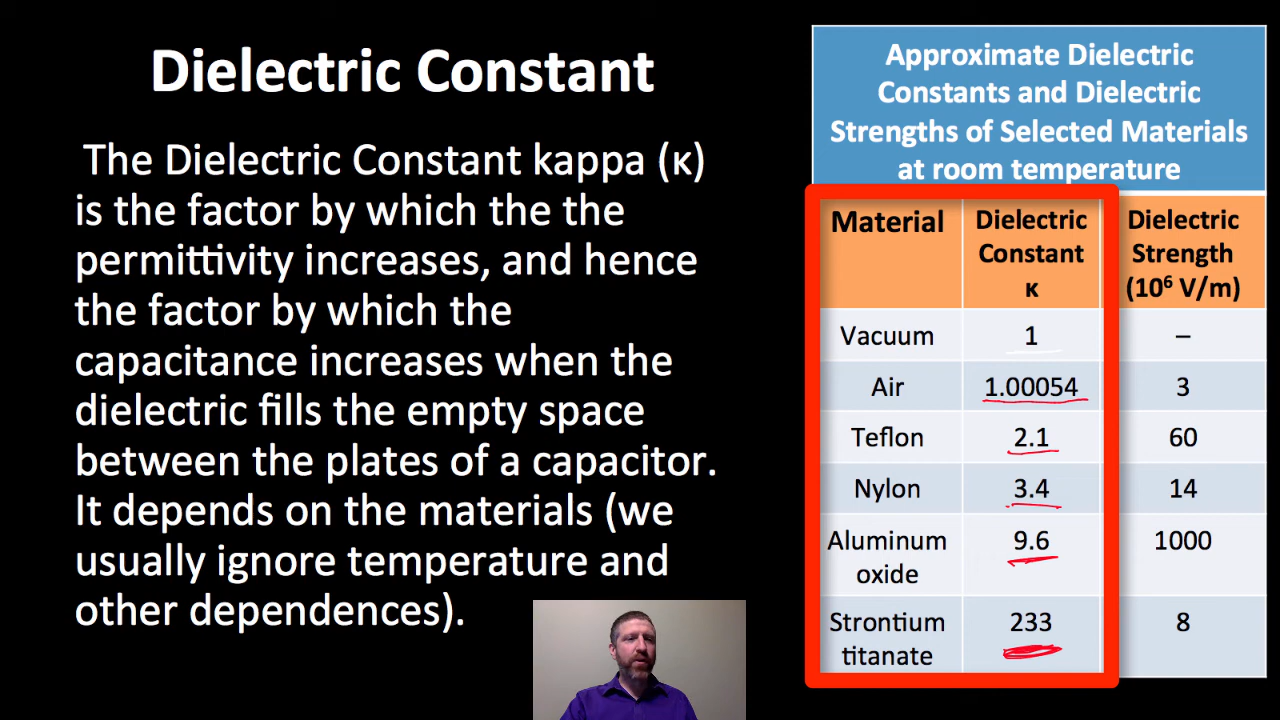 Dielectric Constant
The Dielectric Constant kappa (κ)
is the factor by which the the
permittivity increases, and hence
the factor by which the
capacitance increases when the
dielectric fills the empty space
between the plates of a capacitor.
It depends on the materials (we
usually ignore temperature and
other dependences).
Approximate Dielectric
Constants and Dielectric
Strengths of Selected Materials
at room temperature
Material Dielectric Constant κ Dielectric Strength (10⁶ V/m)
Vacuum 1 –
Air 1.00054 3
Teflon 2.1 60
Nylon 3.4 14
Aluminum oxide 9.6 1000
Strontium titanate 233 8